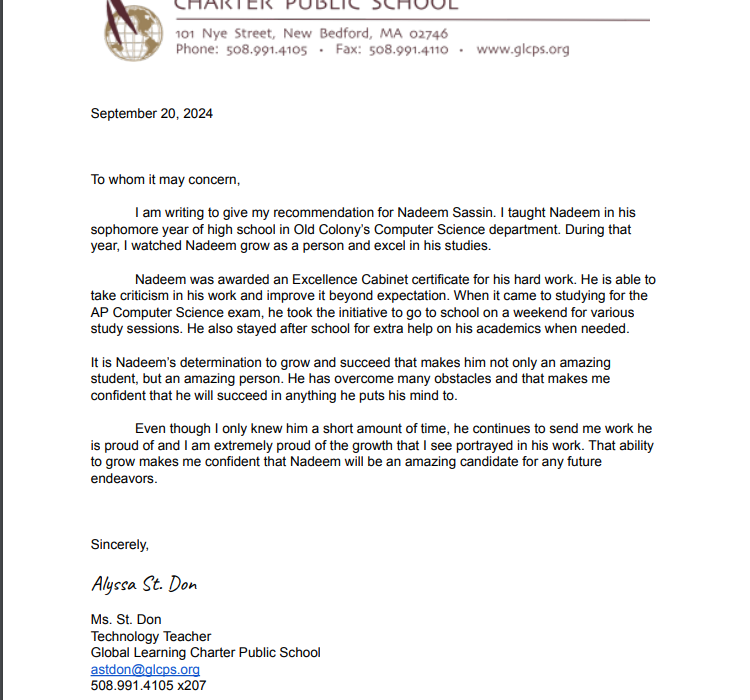 CHARTER PUBLIC SCHOOL
101 Nye Street, New Bedford, MA 02746
Phone: 508.991.4105 • Fax: 508.991.4110 • www.glcps.org
September 20, 2024
To whom it may concern,
I am writing to give my recommendation for Nadeem Sassin. I taught Nadeem in his
sophomore year of high school in Old Colony's Computer Science department. During that
year, I watched Nadeem grow as a person and excel in his studies.
Nadeem was awarded an Excellence Cabinet certificate for his hard work. He is able to
take criticism in his work and improve it beyond expectation. When it came to studying for the
AP Computer Science exam, he took the initiative to go to school on a weekend for various
study sessions. He also stayed after school for extra help on his academics when needed.
It is Nadeem's determination to grow and succeed that makes him not only an amazing
student, but an amazing person. He has overcome many obstacles and that makes me
confident that he will succeed in anything he puts his mind to.
Even though I only knew him a short amount of time, he continues to send me work he
is proud of and I am extremely proud of the growth that I see portrayed in his work. That ability
to grow makes me confident that Nadeem will be an amazing candidate for any future
endeavors.
Sincerely,
Alyssa St. Don
Ms. St. Don
Technology Teacher
Global Learning Charter Public School
astdon@glcps.org
508.991.4105 x207